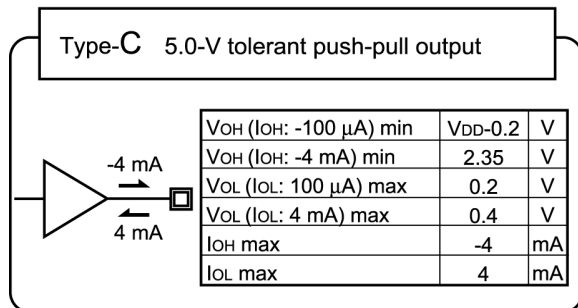 Type-C 5.0-V tolerant push-pull output
-4 mA
4 mA
VOH (IOH: -100 μA) min VDD-0.2 V
VOH (IOH: -4 mA) min 2.35 V
VOL (IOL: 100 μA) max 0.2 V
VOL (IOL: 4 mA) max 0.4 V
IOH max -4 mA
IOL max 4 mA